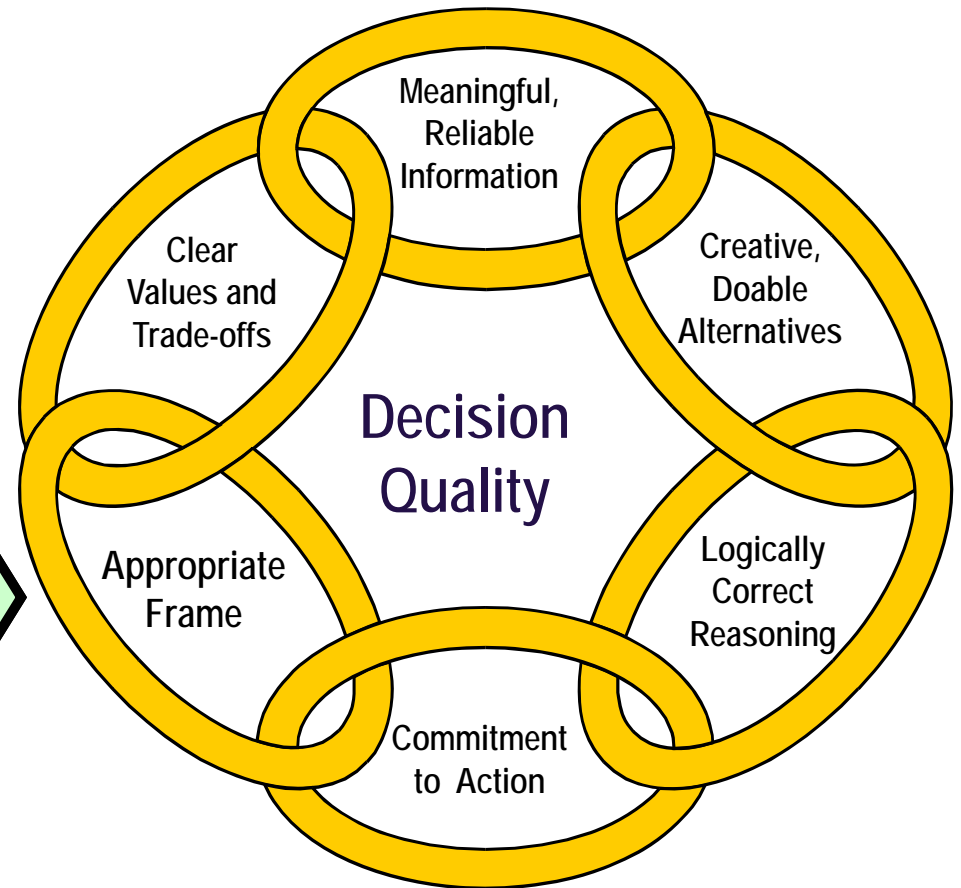 Meaningful,
Reliable
Information
Clear
Values and
Trade-offs
Creative,
Doable
Alternatives
Decision
Quality
Appropriate
Frame
Logically
Correct
Reasoning
Commitment
to Action